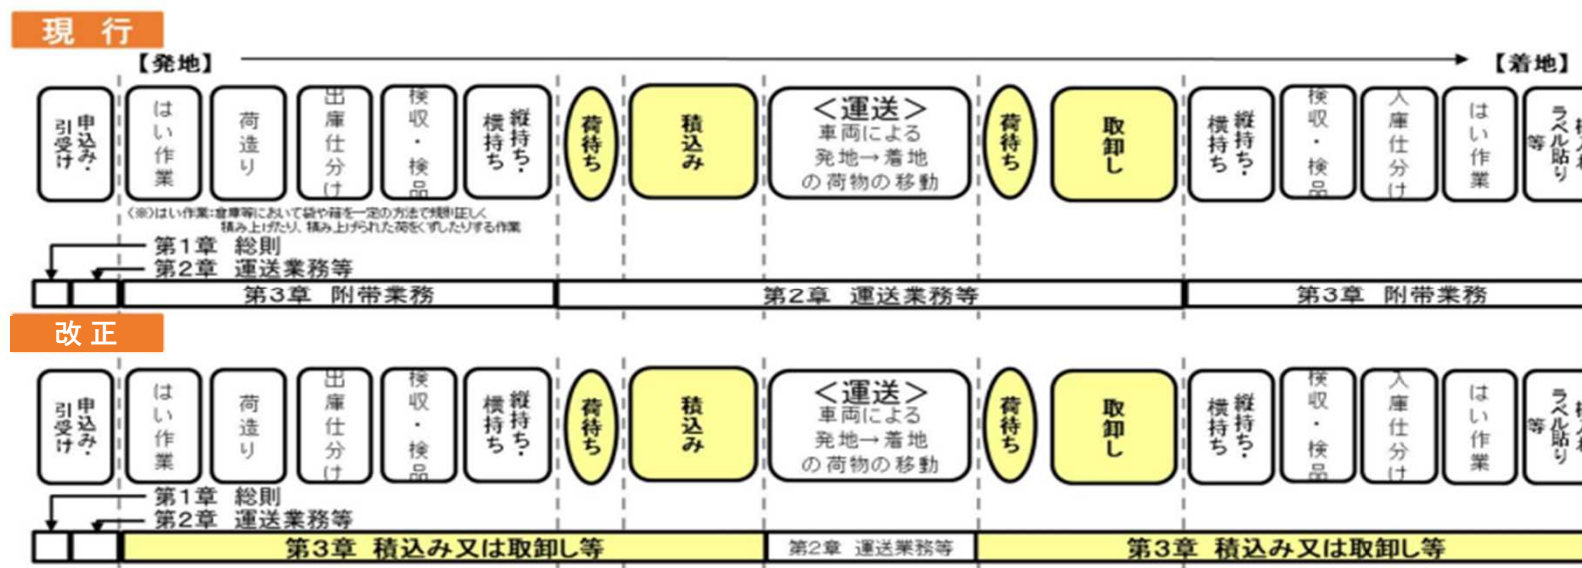 現 行
【発地】
【着地】
申込み・
引受け
はい作業
荷造り
出庫仕分け
検収・検品
縦持ち・
横持ち
荷待ち
積込み
＜運送＞
車両による
発地→着地
の荷物の移動
荷待ち
取卸し
縦持ち・
横持ち
検収・検品
入庫仕分け
はい作業
ラベル貼り
等
（※）はい作業：倉庫等において袋や箱を一定の方法で規則正しく
積み上げたり、積み上げられた荷をくずしたりする作業
第1章 総則
第2章 運送業務等
第3章 附帯業務
第2章 運送業務等
第3章 附帯業務
改 正
申込み・
引受け
はい作業
荷造り
出庫仕分け
検収・検品
縦持ち・
横持ち
荷待ち
積込み
＜運送＞
車両による
発地→着地
の荷物の移動
荷待ち
取卸し
縦持ち・
横持ち
検収・検品
入庫仕分け
はい作業
ラベル貼り
等
第1章 総則
第2章 運送業務等
第3章 積込み又は取卸し等
第2章 運送業務等
第3章 積込み又は取卸し等